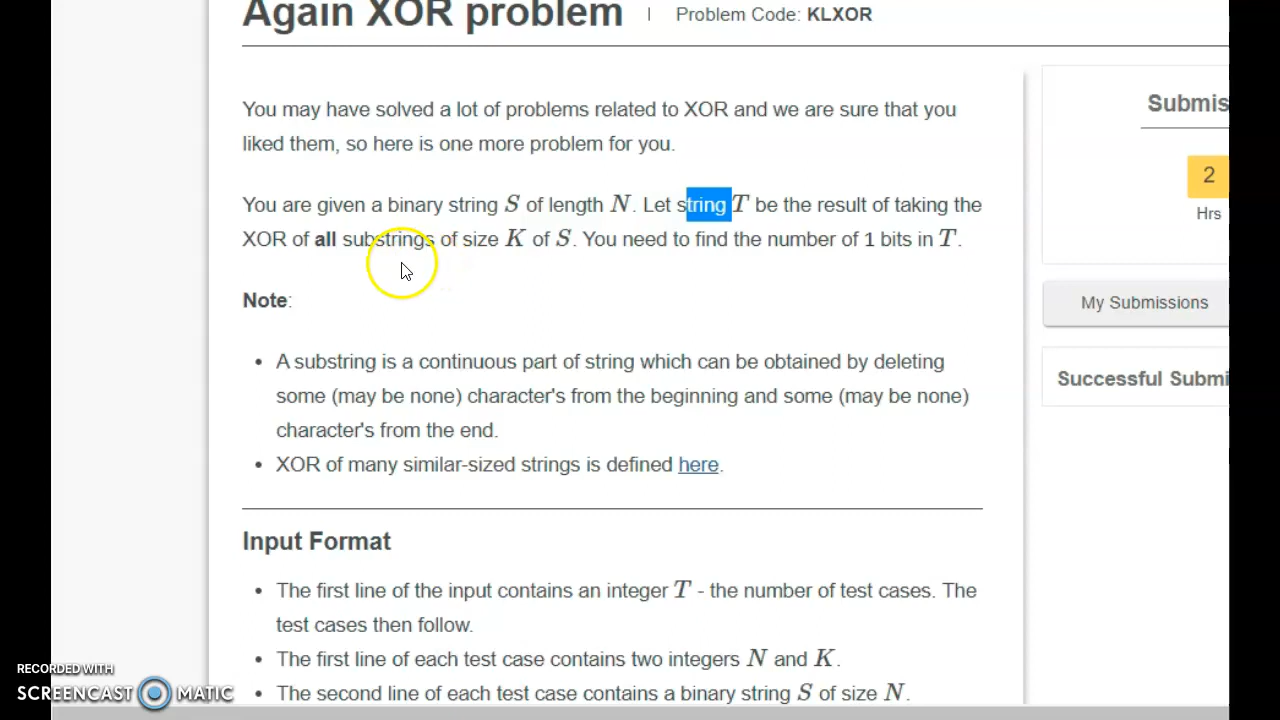 Again XOR problem | Problem Code: KLXOR
You may have solved a lot of problems related to XOR and we are sure that you
liked them, so here is one more problem for you.
You are given a binary string S of length N. Let string T be the result of taking the
XOR of all substrings of size K of S. You need to find the number of 1 bits in T.
Note:
• A substring is a continuous part of string which can be obtained by deleting
some (may be none) character's from the beginning and some (may be none)
character's from the end.
• XOR of many similar-sized strings is defined here.
Input Format
• The first line of the input contains an integer T - the number of test cases. The
test cases then follow.
• The first line of each test case contains two integers N and K.
• The second line of each test case contains a binary string S of size N.
Submis
2
Hrs
My Submissions
Successful Submi
RECORDED WITH
SCREENCAST MATIC